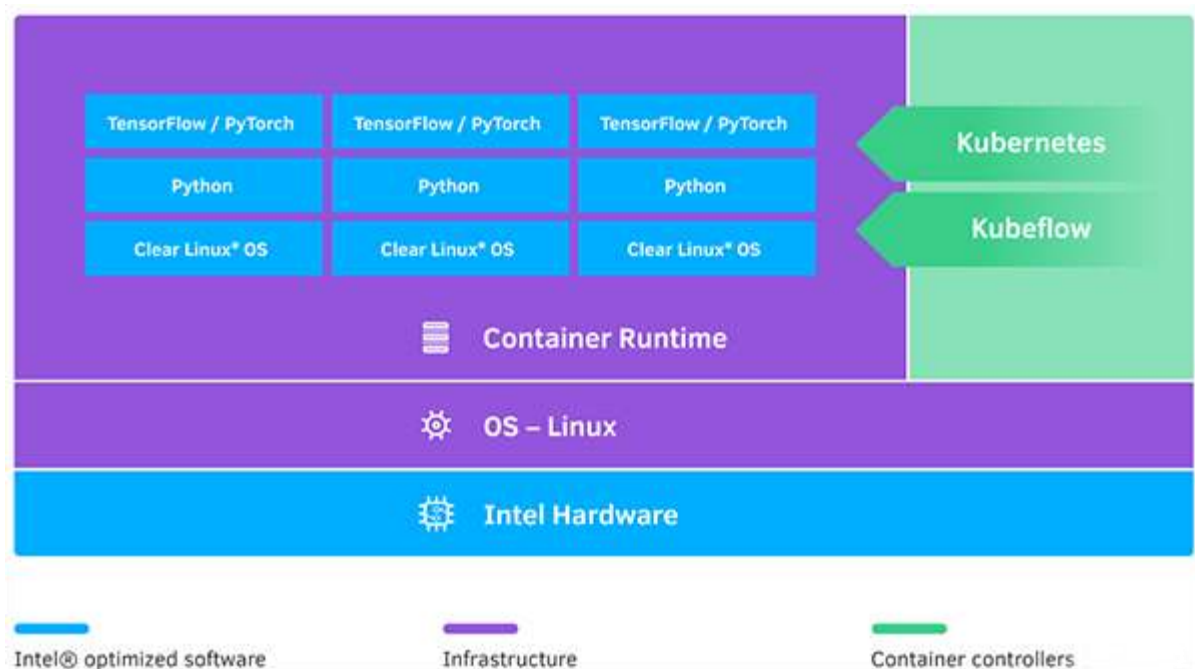 TensorFlow / PyTorch
TensorFlow / PyTorch
TensorFlow / PyTorch
Python
Python
Python
Clear Linux* OS
Clear Linux* OS
Clear Linux* OS
Kubernetes
Kubeflow
Container Runtime
OS – Linux
Intel Hardware
Intel® optimized software
Infrastructure
Container controllers